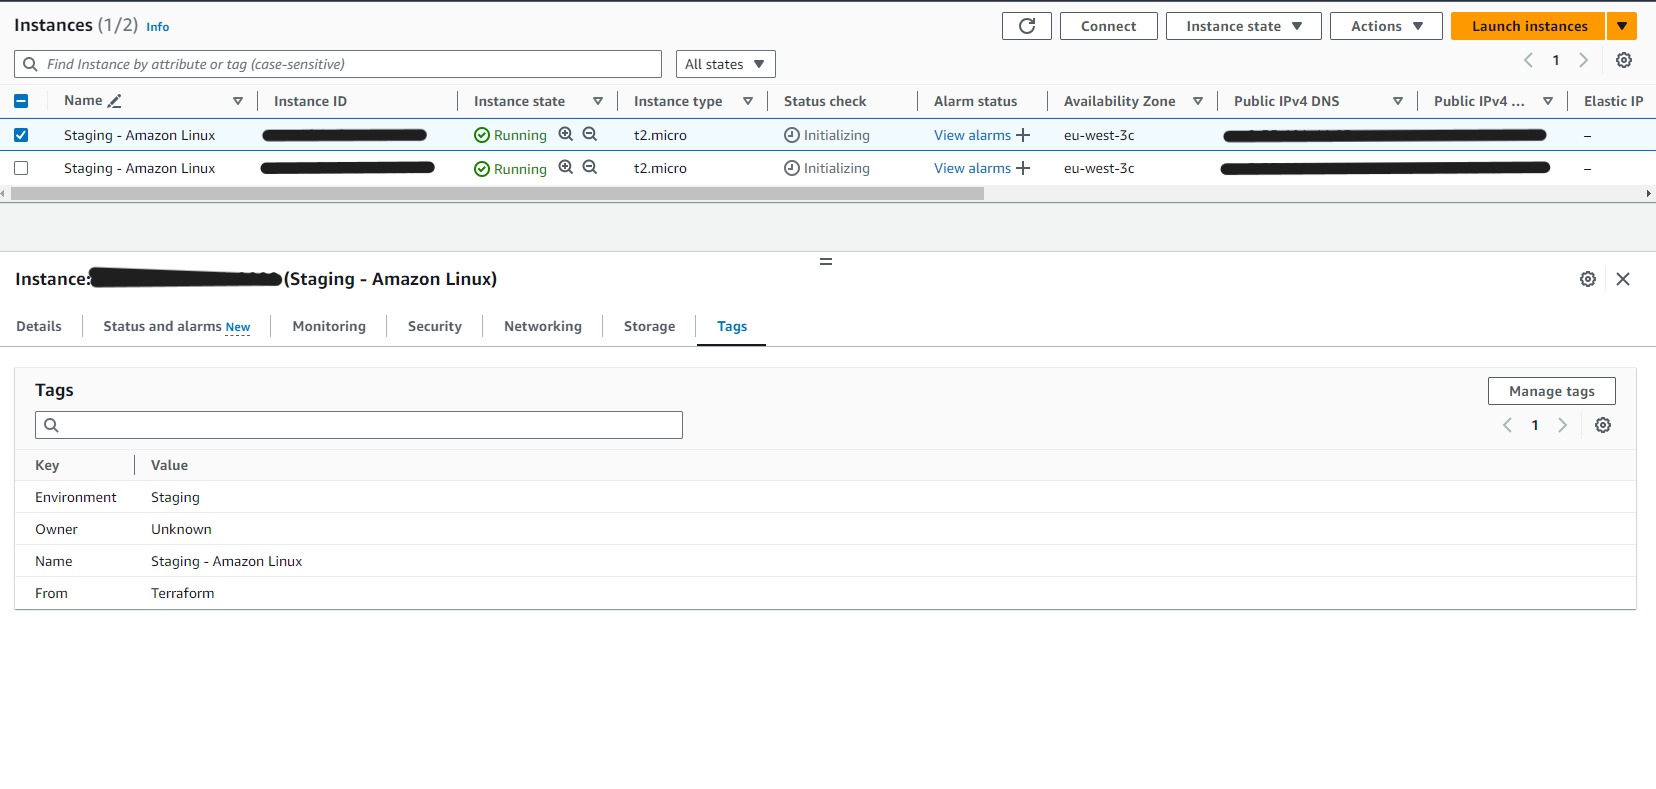 Instances (1/2) Info Connect Instance state Actions Launch instances
Find Instance by attribute or tag (case-sensitive) All states 1
Name Instance ID Instance state Instance type Status check Alarm status Availability Zone Public IPv4 DNS Public IPv4 ... Elastic IP
Staging - Amazon Linux Running t2.micro Initializing View alarms + eu-west-3c –
Staging - Amazon Linux Running t2.micro Initializing View alarms + eu-west-3c –
Instance: (Staging - Amazon Linux)
Details Status and alarms New Monitoring Security Networking Storage Tags
Tags Manage tags
1
Key Value
Environment Staging
Owner Unknown
Name Staging - Amazon Linux
From Terraform